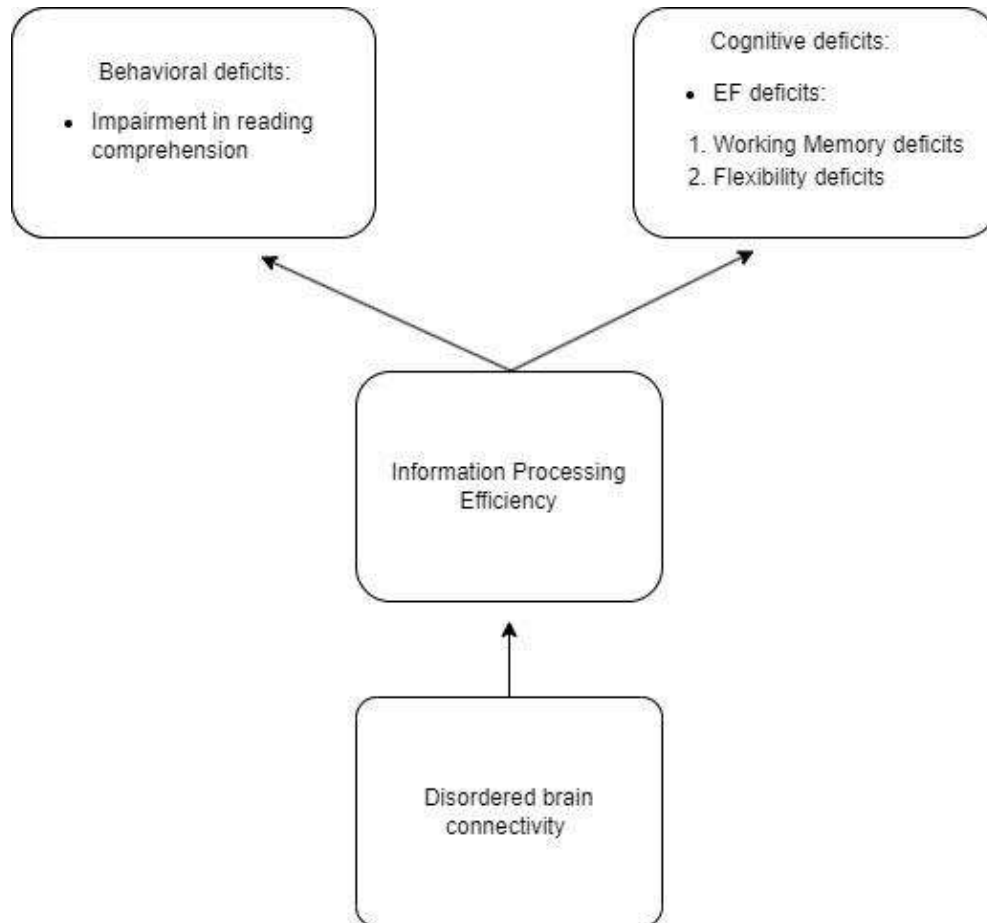 Behavioral deficits:
• Impairment in reading
comprehension
Cognitive deficits:
• EF deficits:
1. Working Memory deficits
2. Flexibility deficits
Information Processing
Efficiency
Disordered brain
connectivity